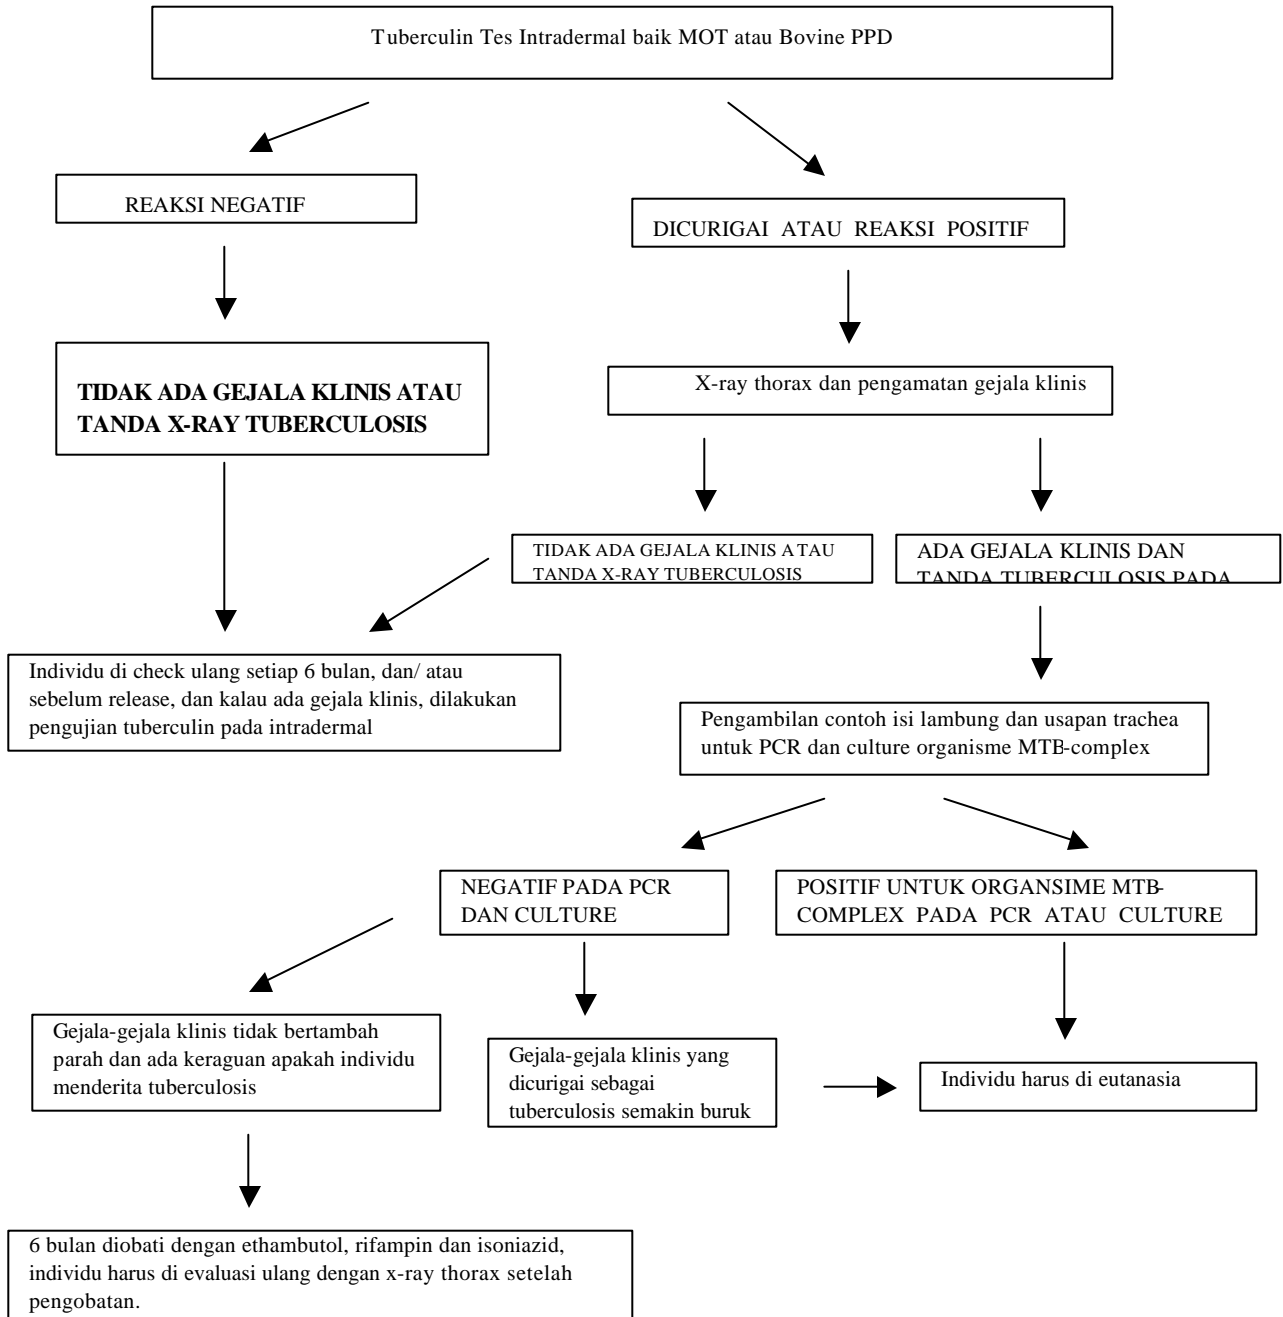 Tuberculin Tes Intradermal baik MOT atau Bovine PPD
REAKSI NEGATIF
DICURIGAI ATAU REAKSI POSITIF
TIDAK ADA GEJALA KLINIS ATAU
TANDA X-RAY TUBERCULOSIS
X-ray thorax dan pengamatan gejala klinis
TIDAK ADA GEJALA KLINIS ATAU
TANDA X-RAY TUBERCULOSIS
ADA GEJALA KLINIS DAN
TANDA TUBERCULOSIS PADA
Individu di check ulang setiap 6 bulan, dan/ atau
sebelum release, dan kalau ada gejala klinis, dilakukan
pengujian tuberculin pada intradermal
Pengambilan contoh isi lambung dan usapan trachea
untuk PCR dan culture organisme MTB-complex
NEGATIF PADA PCR
DAN CULTURE
POSITIF UNTUK ORGANSIME MTB-
COMPLEX PADA PCR ATAU CULTURE
Gejala-gejala klinis tidak bertambah
parah dan ada keraguan apakah individu
menderita tuberculosis
Gejala-gejala klinis yang
dicurigai sebagai
tuberculosis semakin buruk
Individu harus di eutanasia
6 bulan diobati dengan ethambutol, rifampin dan isoniazid,
individu harus di evaluasi ulang dengan x-ray thorax setelah
pengobatan.